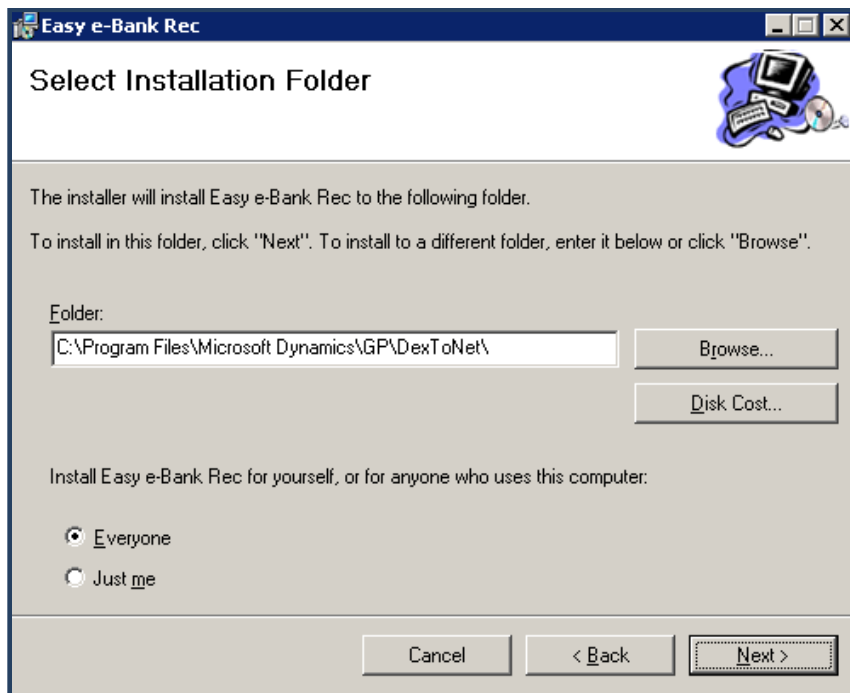 Easy e-Bank Rec
Select Installation Folder
The installer will install Easy e-Bank Rec to the following folder.
To install in this folder, click "Next". To install to a different folder, enter it below or click "Browse".
Folder:
C:\Program Files\Microsoft Dynamics\GP\DexToNet\
Browse...
Disk Cost...
Install Easy e-Bank Rec for yourself, or for anyone who uses this computer:
Everyone
Just me
Cancel < Back Next >